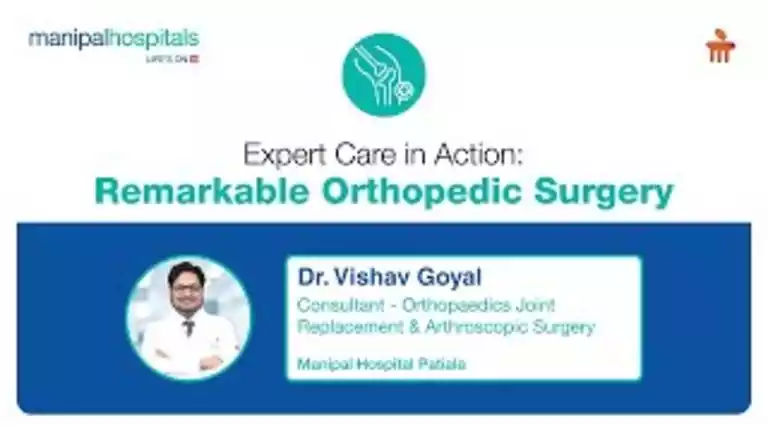 manipalhospitals
LIFE'S ON
Expert Care in Action:
Remarkable Orthopedic Surgery
Dr. Vishav Goyal
Consultant - Orthopaedics Joint
Replacement & Arthroscopic Surgery
Manipal Hospital Patiala